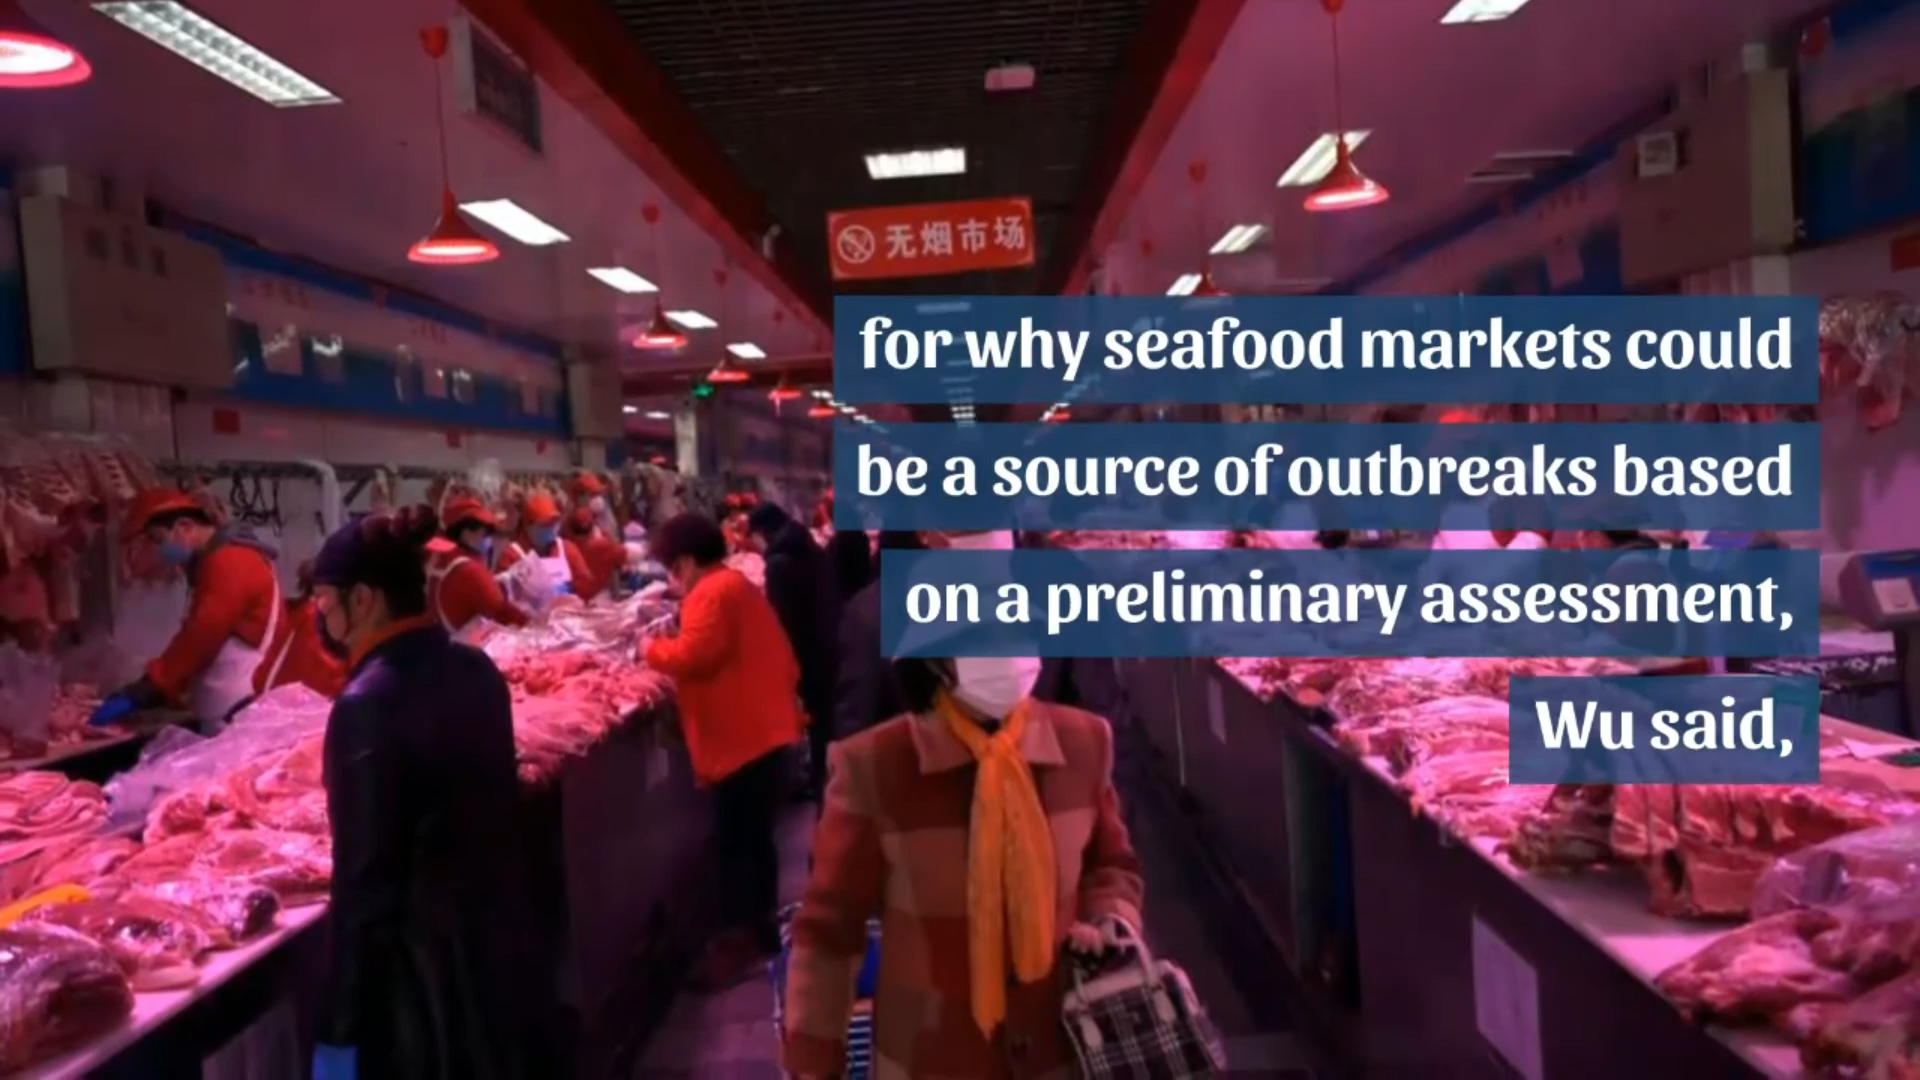 无烟市场
for why seafood markets could
be a source of outbreaks based
on a preliminary assessment,
Wu said,